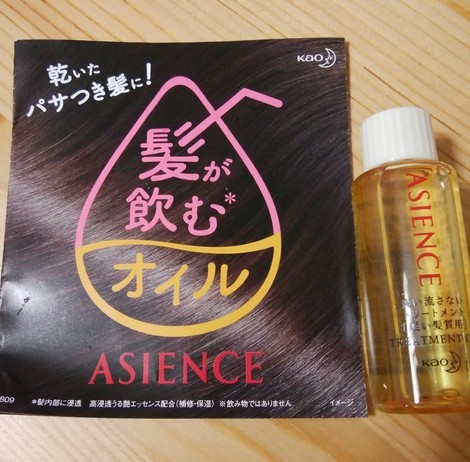 乾いた
パサつき髪に!
Kao
髪が
飲む*
オイル
ASIENCE
*髪内部に浸透 高浸透うる艶エッセンス配合(補修・保湿) ※飲み物ではありません イメージ
809
ASIENCE
い流さない
トリートメント
い髪質用
TREATMENT
Kao